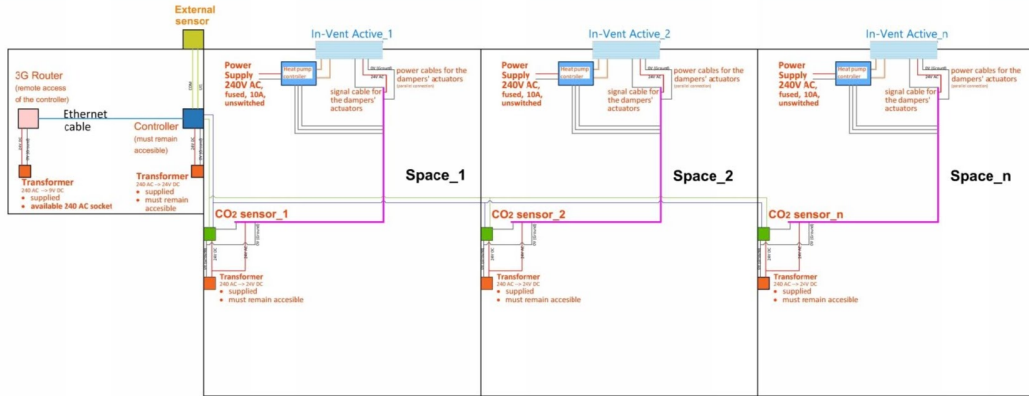 External
sensor
3G Router
(remote access
of the controller)
Ethernet
cable
Controller
(must remain
accesible)
Transformer
240 AC -> 9V DC
• supplied
• available 240 AC socket
Transformer
240 AC -> 24V DC
• supplied
• must remain
accesible
In-Vent Active_1
Power
Supply
240V AC,
fused, 10A,
unswitched
Heat pump
controller
signal cable for
the dampers'
actuators
power cables for the
dampers' actuators
(parallel connection)
Space_1
CO2 sensor_1
Transformer
240 AC -> 24V DC
• supplied
• must remain accesible
In-Vent Active_2
Power
Supply
240V AC,
fused, 10A,
unswitched
Heat pump
controller
signal cable for
the dampers'
actuators
power cables for the
dampers' actuators
(parallel connection)
Space_2
CO2 sensor_2
Transformer
240 AC -> 24V DC
• supplied
• must remain accesible
In-Vent Active_n
Power
Supply
240V AC,
fused, 10A,
unswitched
Heat pump
controller
signal cable for
the dampers'
actuators
power cables for the
dampers' actuators
(parallel connection)
Space_n
CO2 sensor_n
Transformer
240 AC -> 24V DC
• supplied
• must remain accesible